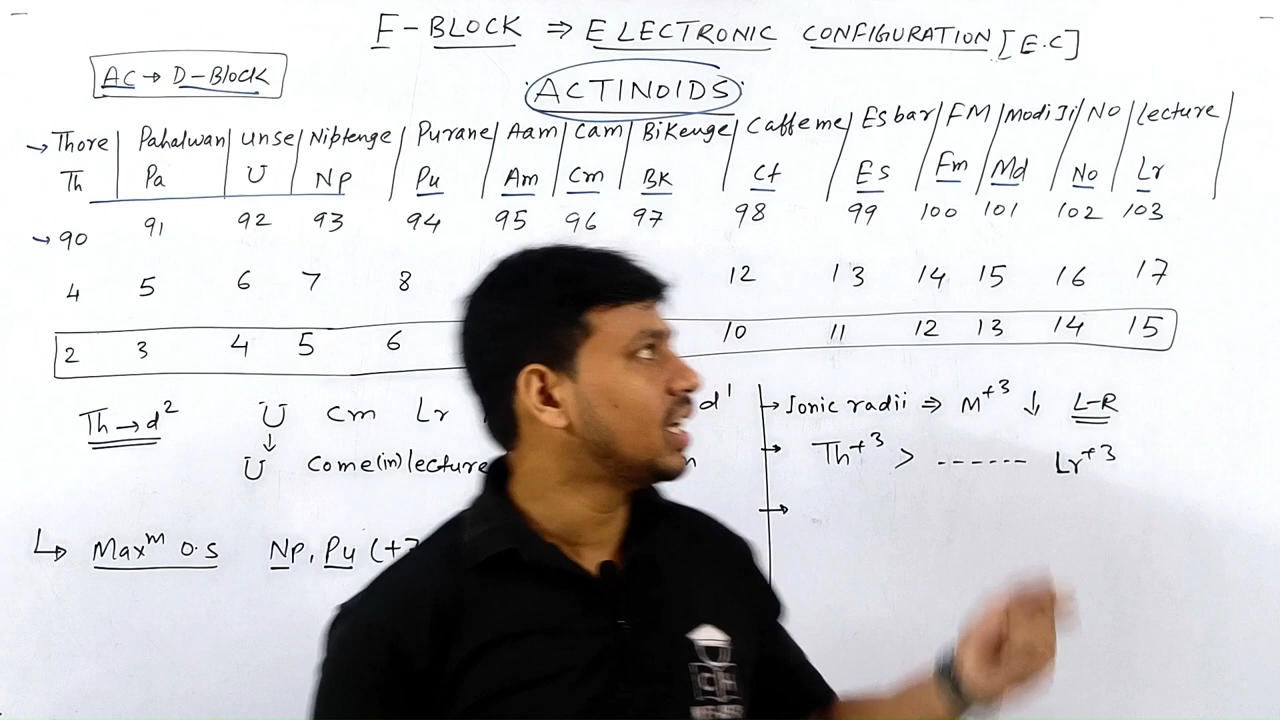 F-BLOCK ⇒ ELECTRONIC CONFIGURATION [E.C]
AC → D-Block
ACTINOIDS
→ Thore | Pahalwan | Unse | Niptenge | Purane | Aam | Cam | Bikenge | Caffeme | Esbar | FM | Modi Ji | No | lecture |
Th Pa U Np Pu Am Cm BK Cf Es Fm Md No Lr
→ 90 91 92 93 94 95 96 97 98 99 100 101 102 103
4 5 6 7 8 12 13 14 15 16 17
2 3 4 5 6 10 11 12 13 14 15
Th → d² U Cm Lr d¹
↓
U Come(in) lecture
↳ Maxᵐ O.S Np, Pu (+7
→ Ionic radii ⇒ M⁺³ ↓ L-R
→ Th⁺³ > ------ Lr⁺³
→